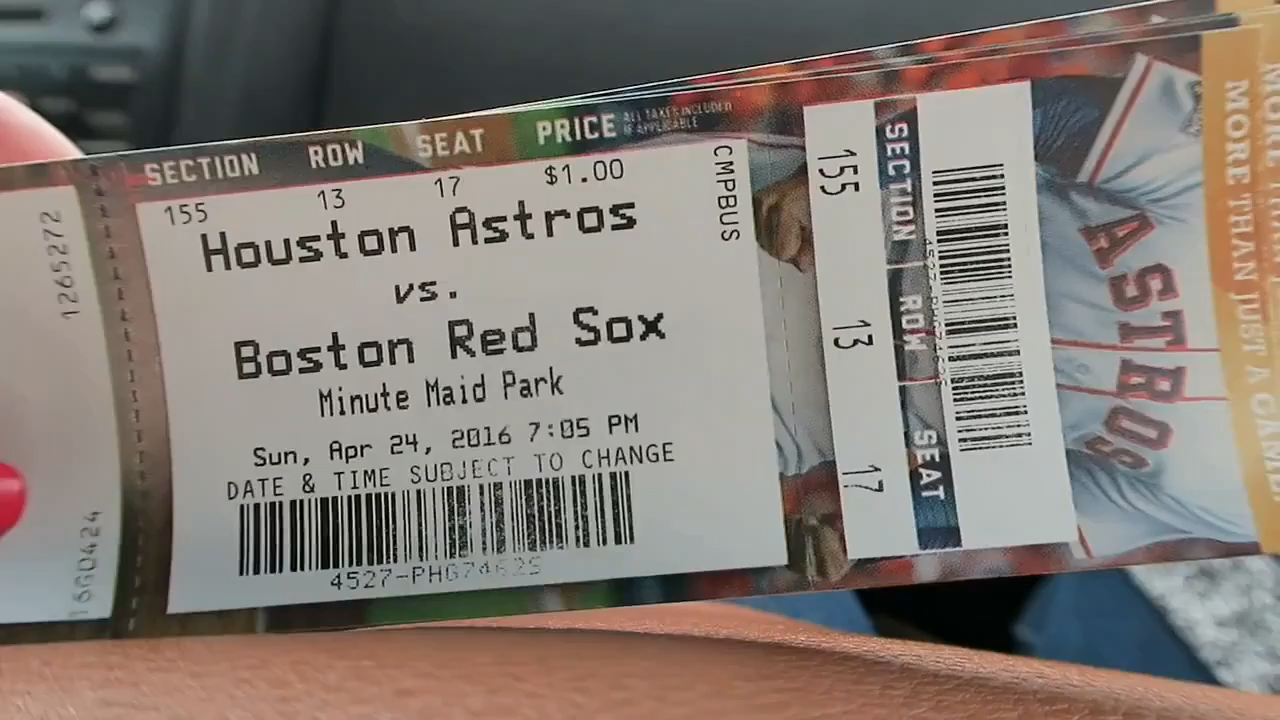 SECTION ROW SEAT PRICE ALL TAXES INCLUDED
IF APPLICABLE
155 13 17 $1.00
Houston Astros
vs.
Boston Red Sox
Minute Maid Park
Sun, Apr 24, 2016 7:05 PM
DATE & TIME SUBJECT TO CHANGE
CMPBUS
1265272
16G0424
155 13 17
SECTION ROW SEAT
ASTROS
MORE THAN JUST A GAME